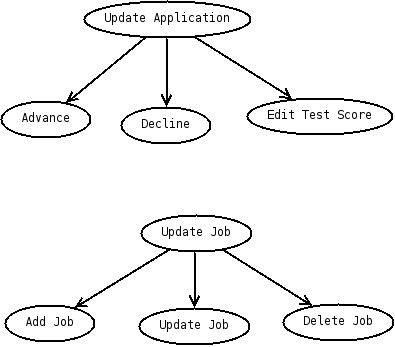 Update Application
Advance
Decline
Edit Test Score
Update Job
Add Job
Update Job
Delete Job